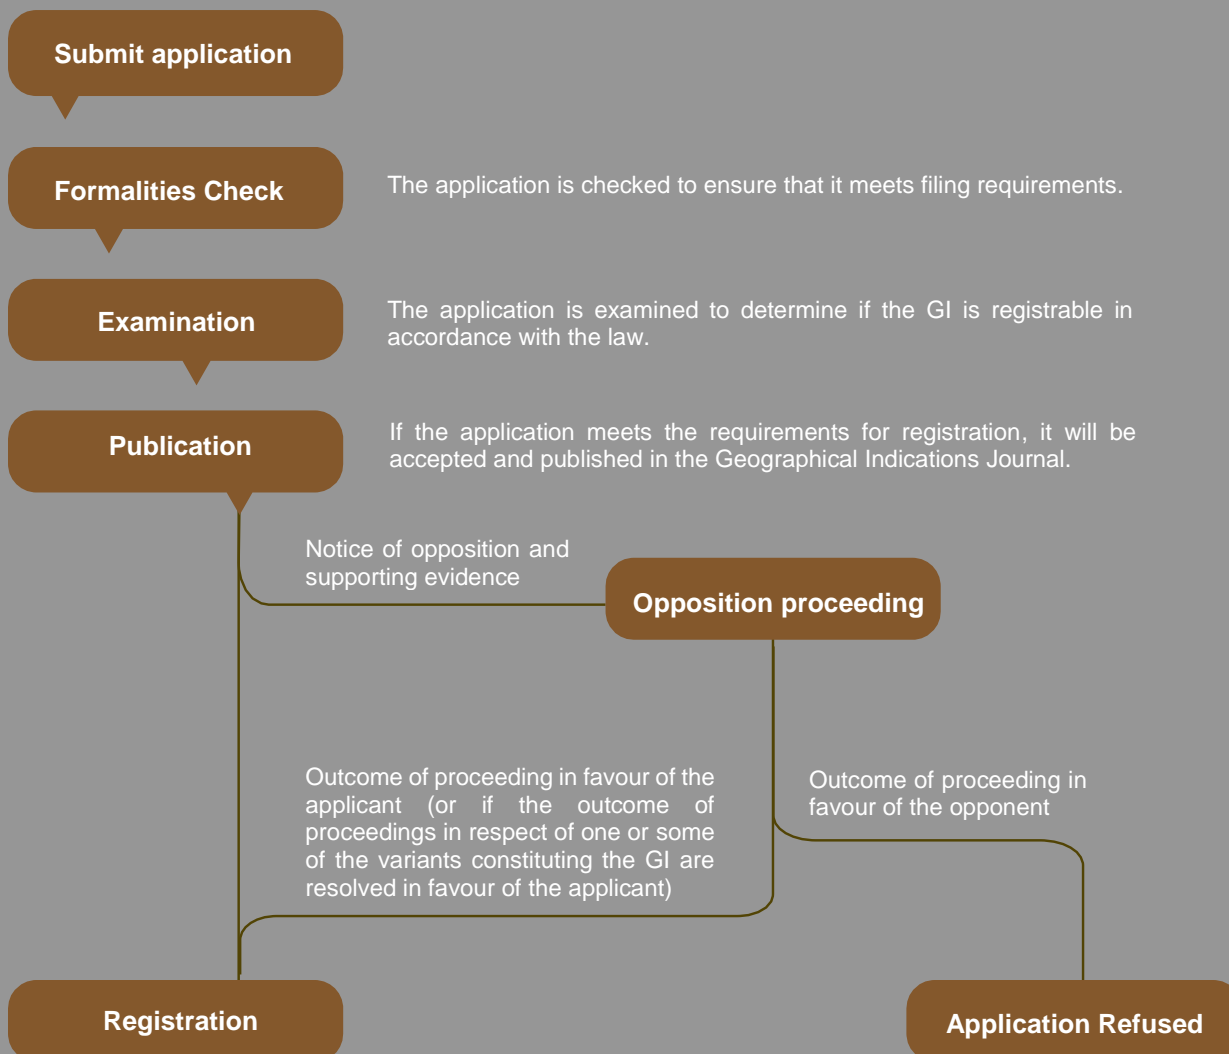 Submit application
Formalities Check
The application is checked to ensure that it meets filing requirements.
Examination
The application is examined to determine if the GI is registrable in
accordance with the law.
Publication
If the application meets the requirements for registration, it will be
accepted and published in the Geographical Indications Journal.
Notice of opposition and
supporting evidence
Opposition proceeding
Outcome of proceeding in favour of the
applicant (or if the outcome of
proceedings in respect of one or some
of the variants constituting the GI are
resolved in favour of the applicant)
Outcome of proceeding in
favour of the opponent
Registration
Application Refused